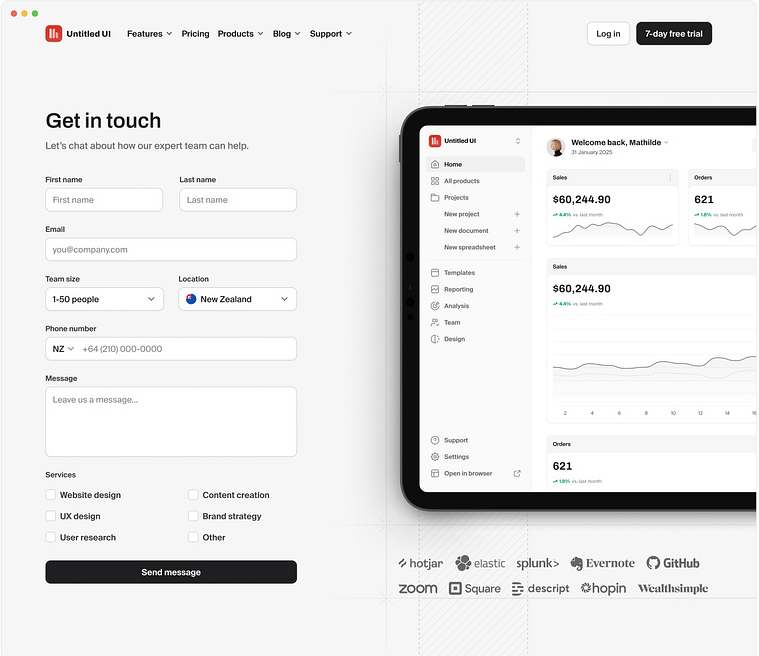 Untitled UI Features Pricing Products Blog Support Log in 7-day free trial
Get in touch
Let's chat about how our expert team can help.
First name Last name
First name Last name
Email
you@company.com
Team size Location
1-50 people New Zealand
Phone number
NZ +64 (210) 000-0000
Message
Leave us a message...
Services
Website design Content creation
UX design Brand strategy
User research Other
Send message
Untitled UI
Home
All products
Projects
New project
New document
New spreadsheet
Templates
Reporting
Analysis
Team
Design
Support
Settings
Open in browser
Welcome back, Mathilde
31 January 2025
Sales Orders
$60,244.90 621
4.4% vs. last month 1.8% vs. last month
Sales
$60,244.90
4.4% vs. last month
2 4 6 8 10 12 14 16
Orders
621
1.8% vs. last month
hotjar elastic splunk> Evernote GitHub
zoom Square descript hopin Wealthsimple